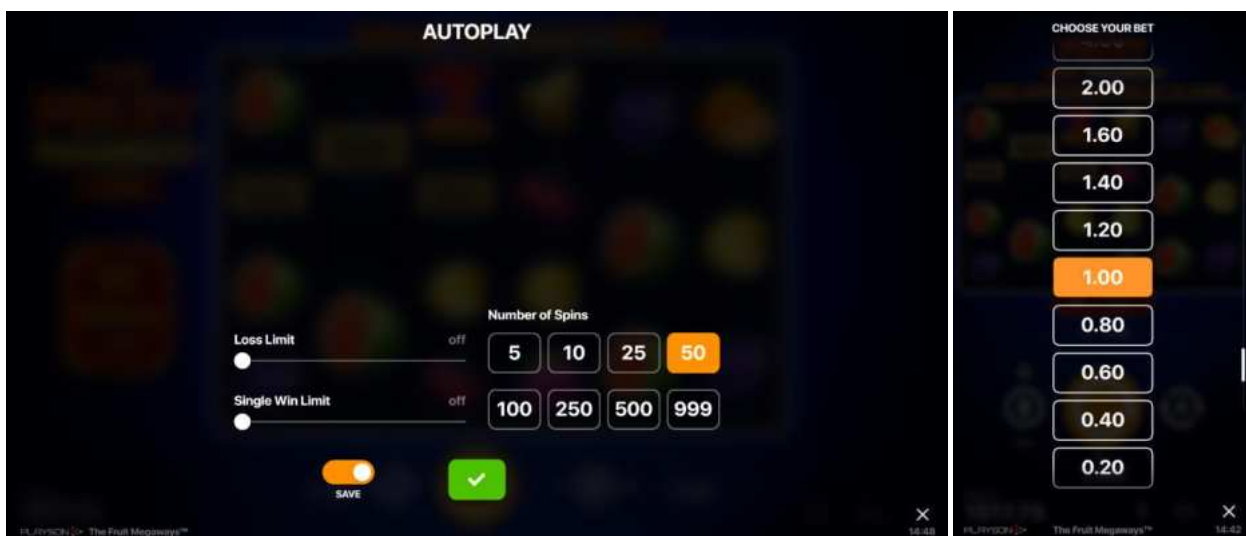 AUTOPLAY
Number of Spins
Loss Limit off
5 10 25 50
Single Win Limit off
100 250 500 999
SAVE
PLAYSON The Fruit Megaways™
14:48
CHOOSE YOUR BET
2.00
1.60
1.40
1.20
1.00
0.80
0.60
0.40
0.20
PLAYSON The Fruit Megaways™
14:42